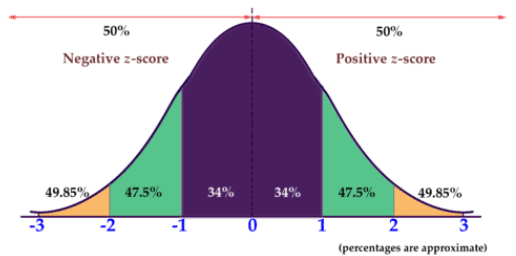 50% 50%
Negative z-score Positive z-score
49.85% 47.5% 34% 34% 47.5% 49.85%
-3 -2 -1 0 1 2 3
(percentages are approximate)